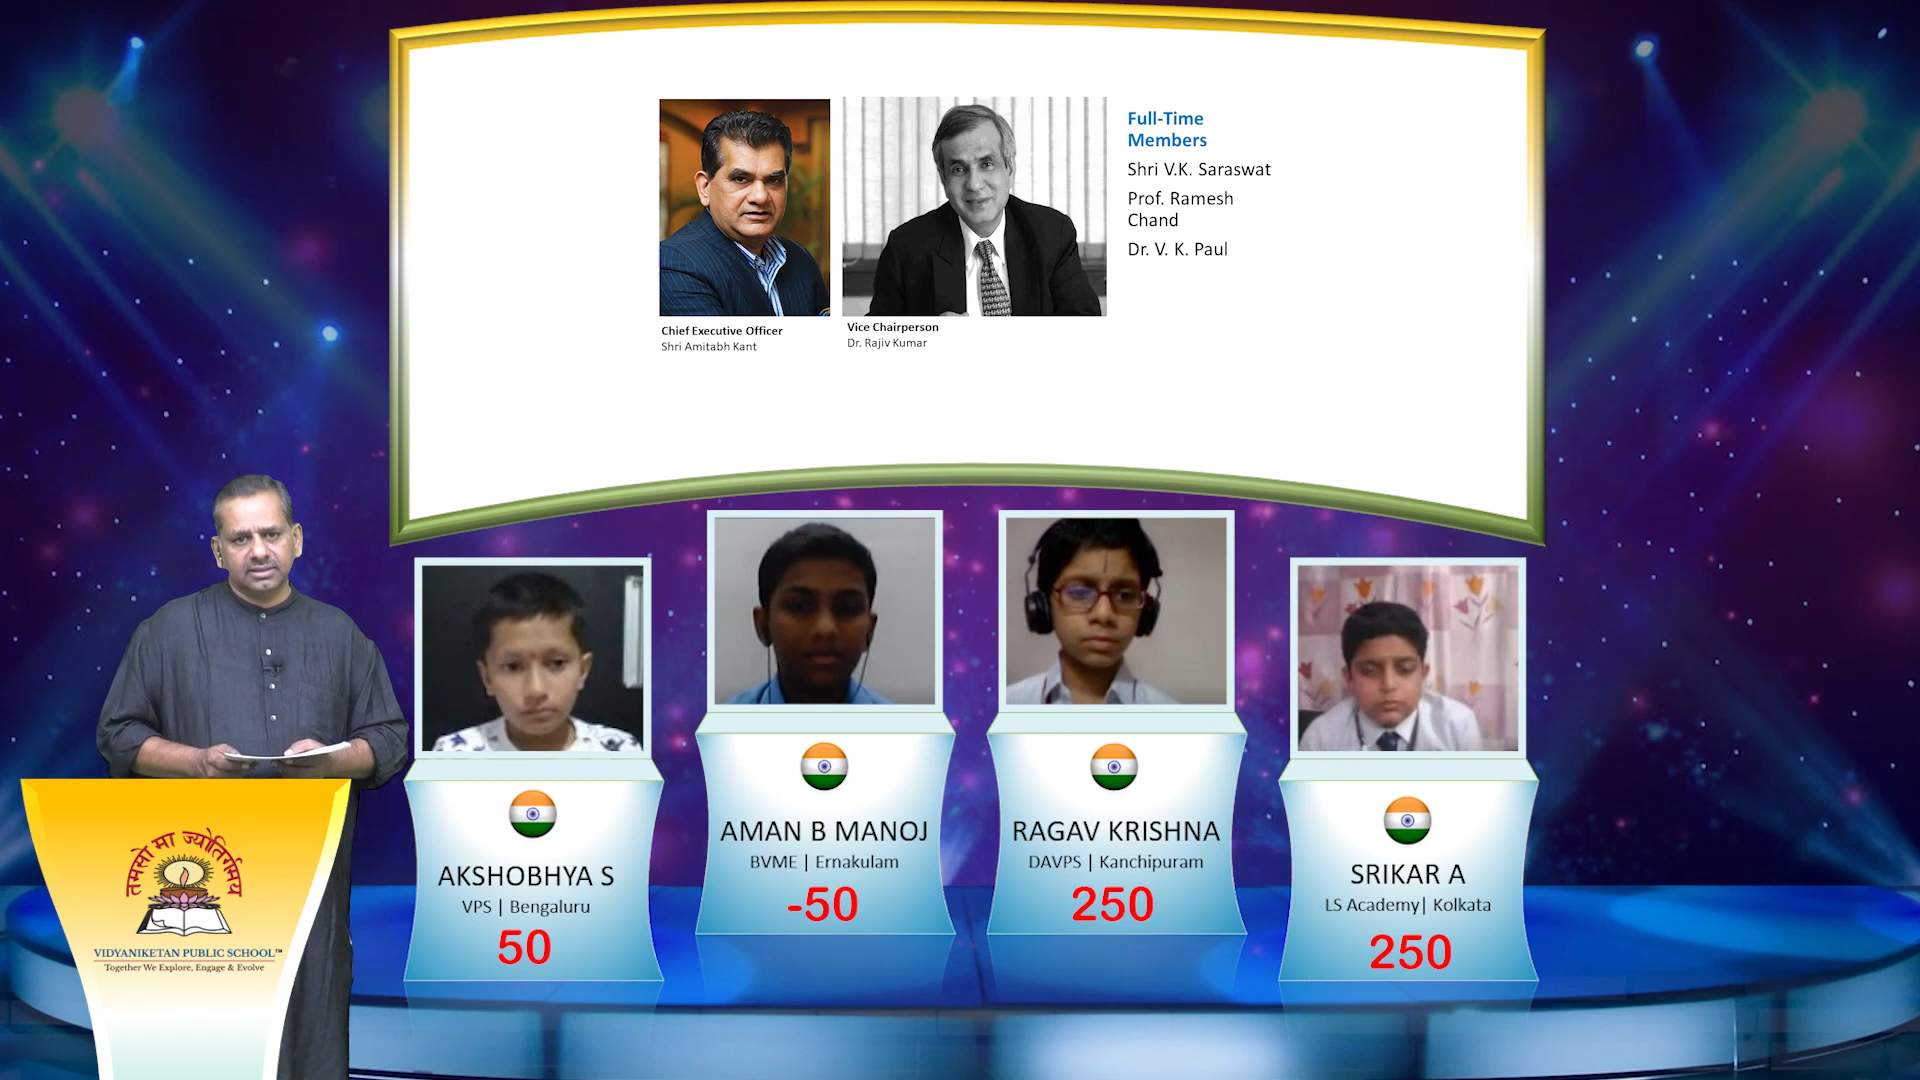 Full-Time
Members
Shri V.K. Saraswat
Prof. Ramesh
Chand
Dr. V. K. Paul
Chief Executive Officer
Shri Amitabh Kant
Vice Chairperson
Dr. Rajiv Kumar
AKSHOBHYA S
VPS | Bengaluru
50
AMAN B MANOJ
BVME | Ernakulam
-50
RAGAV KRISHNA
DAVPS | Kanchipuram
250
SRIKAR A
LS Academy| Kolkata
250
तमसो मा ज्योतिर्गमय
VIDYANIKETAN PUBLIC SCHOOL™
Together We Explore, Engage & Evolve